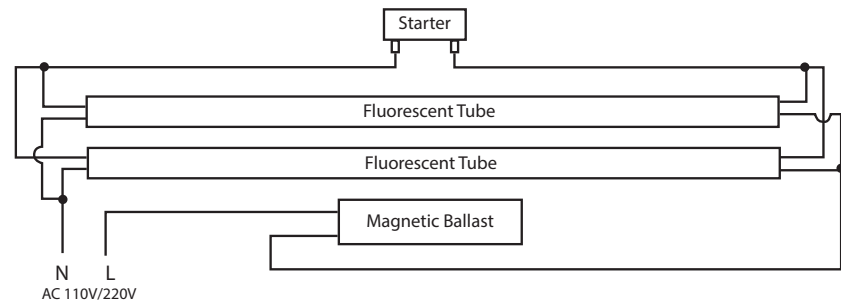 Starter
Fluorescent Tube
Fluorescent Tube
Magnetic Ballast
N L
AC 110V/220V